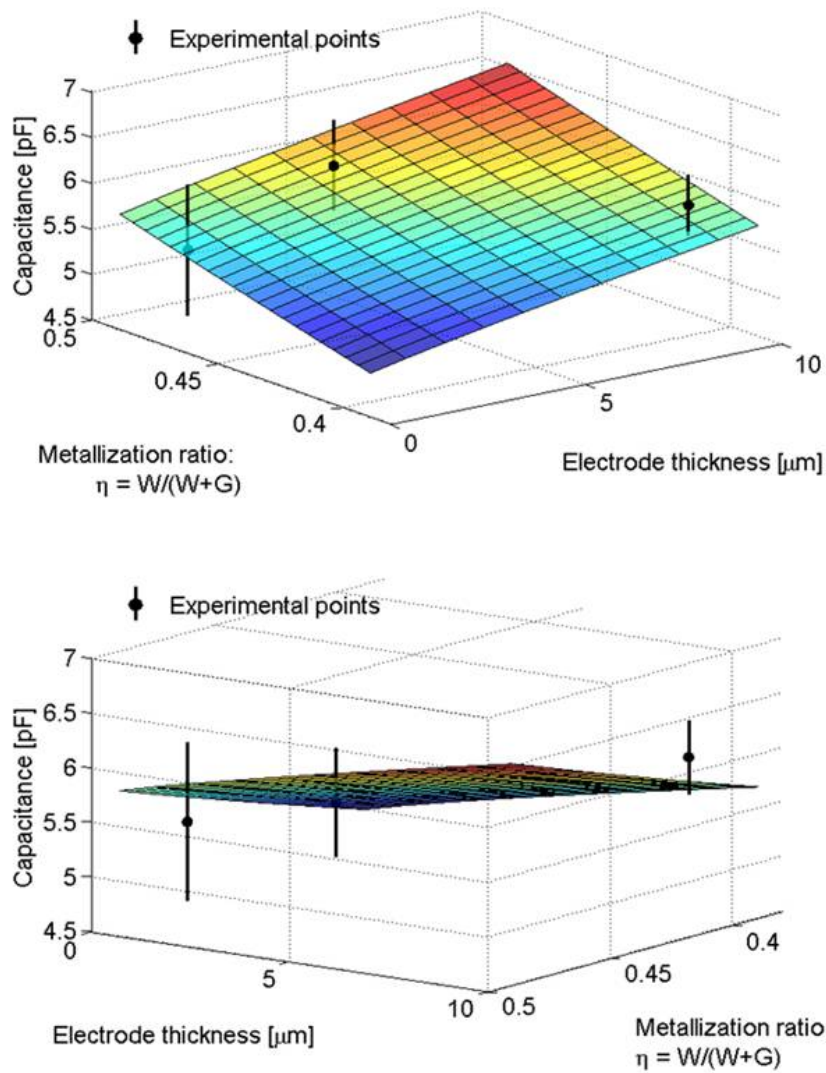 Experimental points
7
6.5
6
5.5
5
4.5
Capacitance [pF]
0.5
0.45
0.4
0
5
10
Metallization ratio:
η = W/(W+G)
Electrode thickness [μm]
Experimental points
7
6.5
6
5.5
5
4.5
Capacitance [pF]
0
5
10
0.5
0.45
0.4
Electrode thickness [μm]
Metallization ratio
η = W/(W+G)